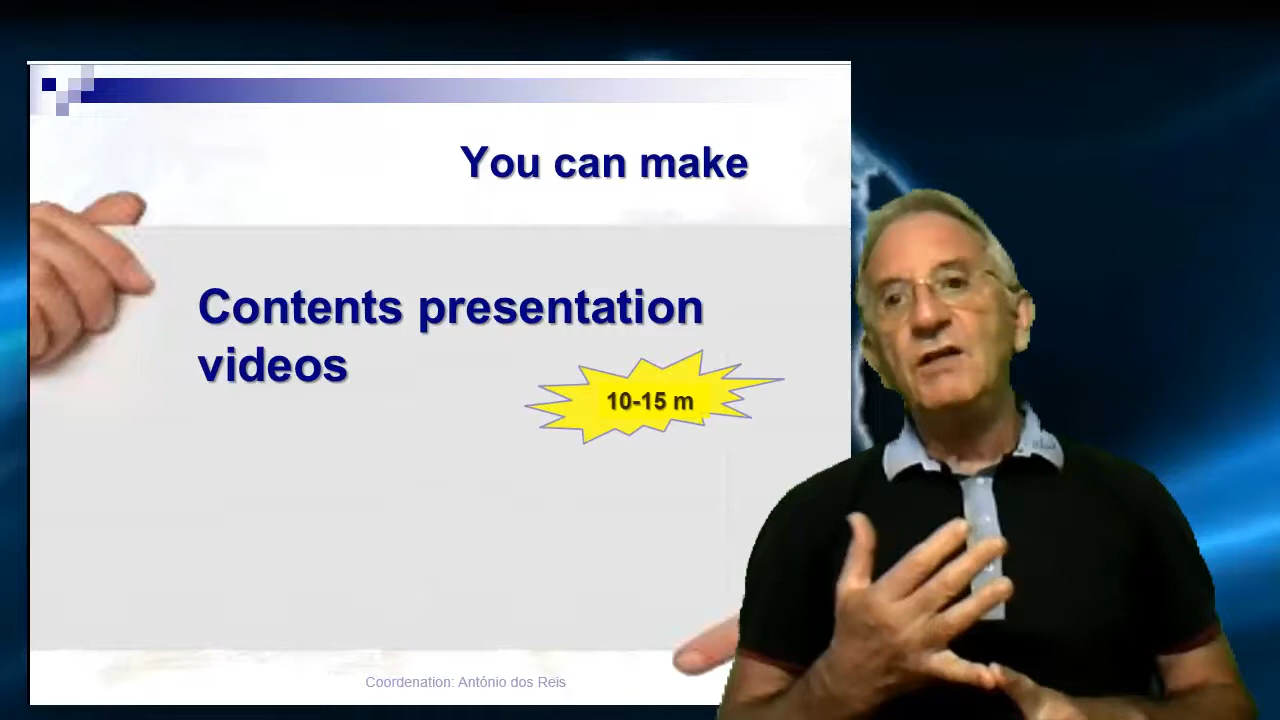 You can make
Contents presentation
videos
10-15 m
Coordenation: António dos Reis